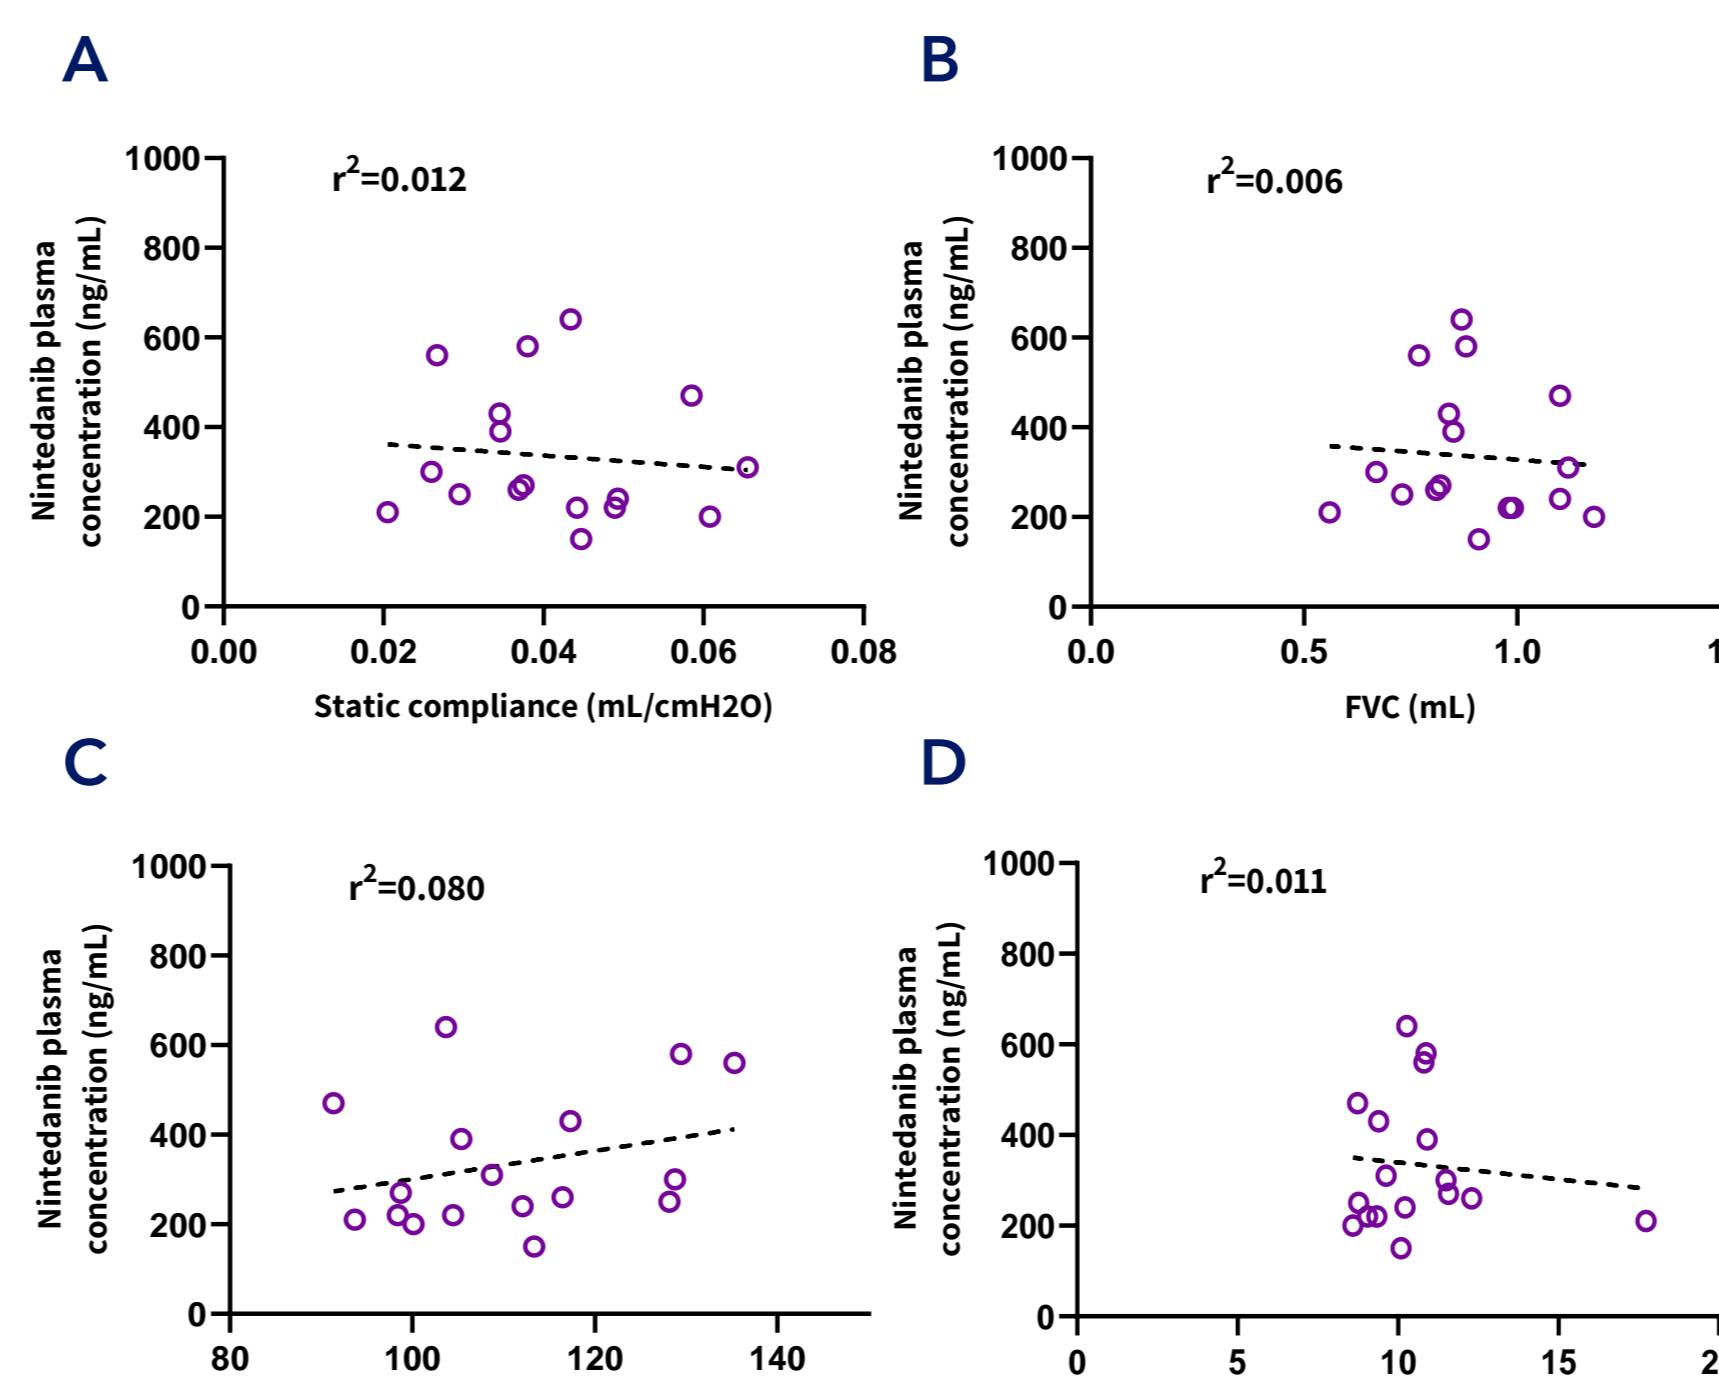 A
r²=0.012
Nintedanib plasma
concentration (ng/mL)
1000
800
600
400
200
0
0.00 0.02 0.04 0.06 0.08
Static compliance (mL/cmH2O)
B
r²=0.006
Nintedanib plasma
concentration (ng/mL)
1000
800
600
400
200
0
0.0 0.5 1.0
FVC (mL)
C
r²=0.080
Nintedanib plasma
concentration (ng/mL)
1000
800
600
400
200
0
80 100 120 140
D
r²=0.011
Nintedanib plasma
concentration (ng/mL)
1000
800
600
400
200
0
0 5 10 15